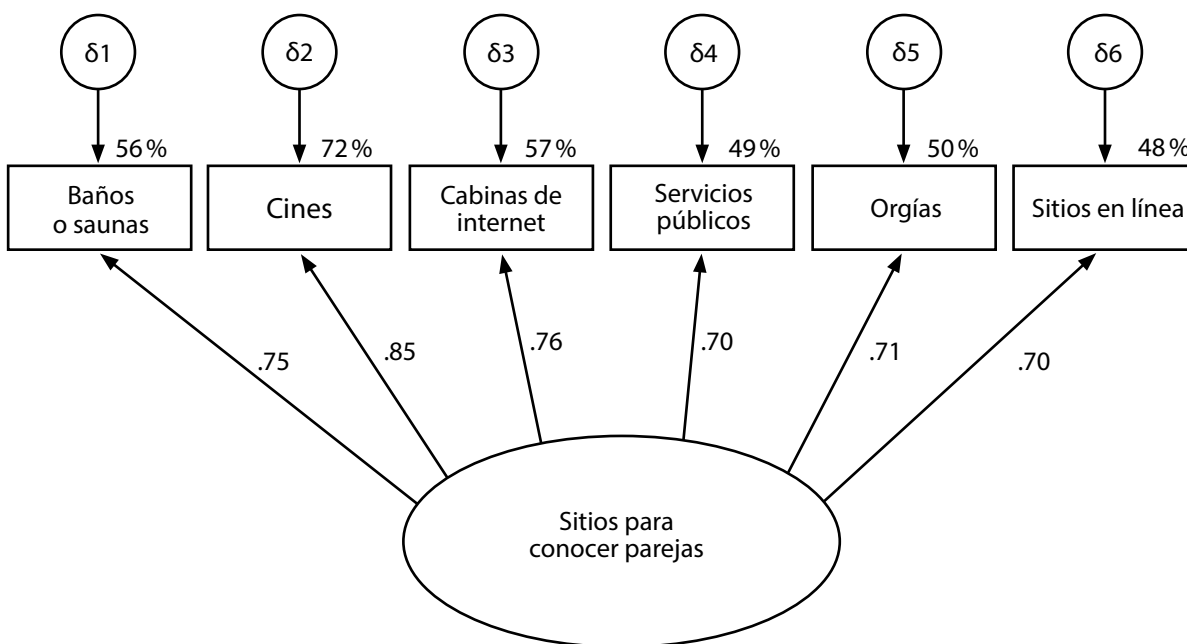 δ1
δ2
δ3
δ4
δ5
δ6
56 %
72 %
57 %
49 %
50 %
48 %
Baños
o saunas
Cines
Cabinas de
internet
Servicios
públicos
Orgías
Sitios en línea
.75
.85
.76
.70
.71
.70
Sitios para
conocer parejas